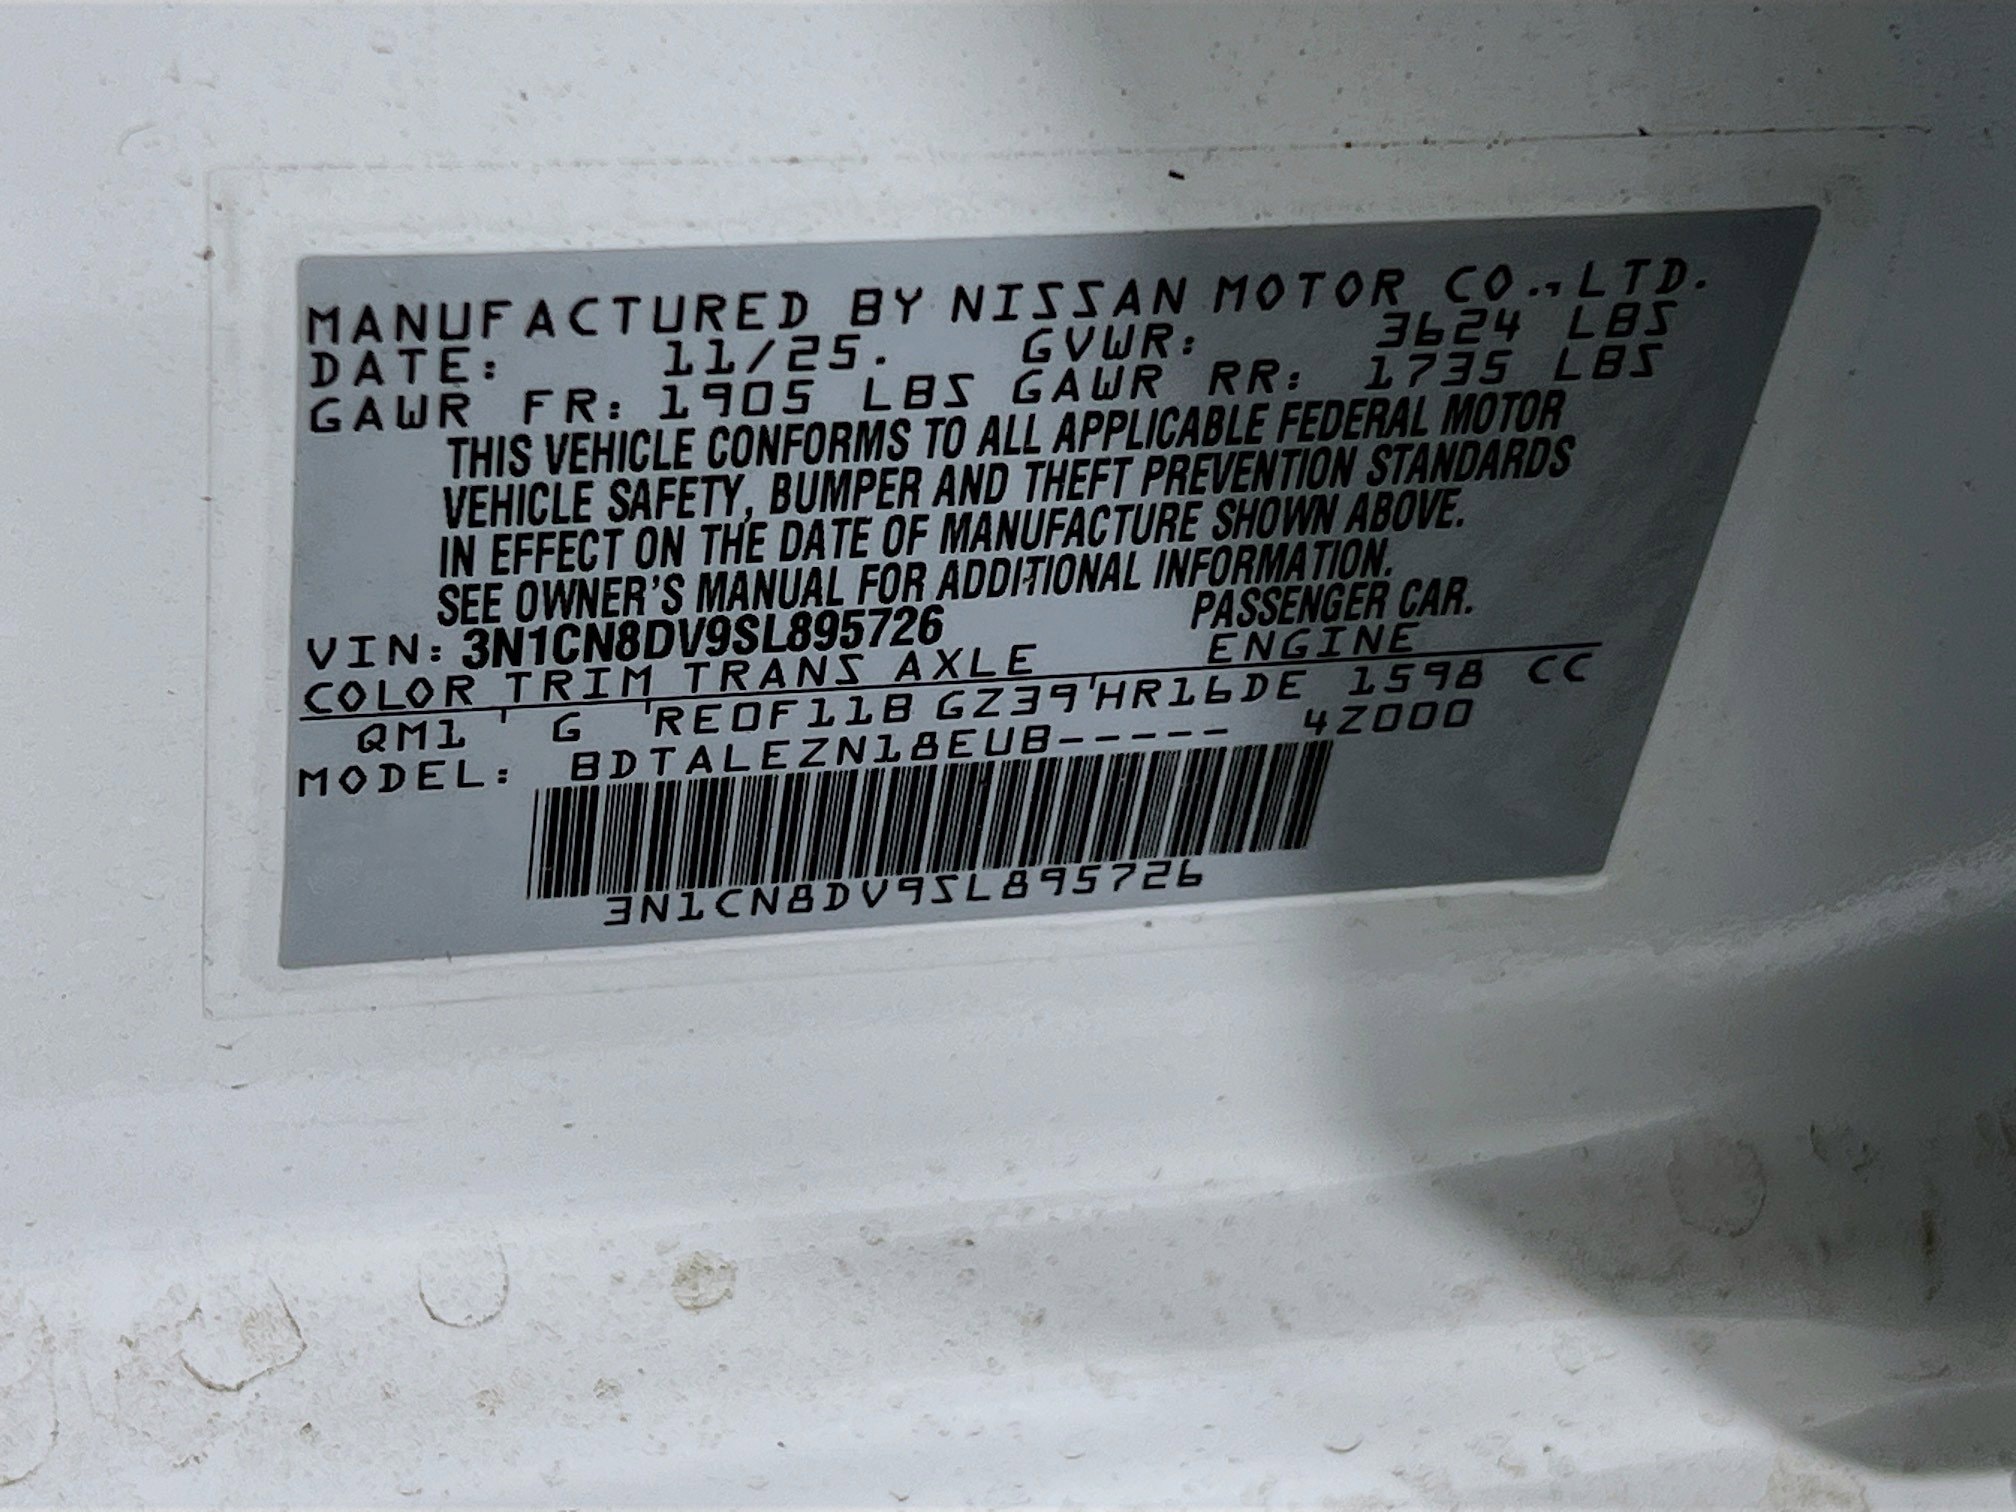 MANUFACTURED BY NISSAN MOTOR CO., LTD.
DATE: 11/25. GVWR: 3624 LBS
GAWR FR: 1905 LBS GAWR RR: 1735 LBS
THIS VEHICLE CONFORMS TO ALL APPLICABLE FEDERAL MOTOR
VEHICLE SAFETY, BUMPER AND THEFT PREVENTION STANDARDS
IN EFFECT ON THE DATE OF MANUFACTURE SHOWN ABOVE.
SEE OWNER'S MANUAL FOR ADDITIONAL INFORMATION.
VIN: 3N1CN8DV9SL895726 PASSENGER CAR.
COLOR TRIM TRANS AXLE ENGINE
QM1 G RE0F11B GZ39 HR16DE 1598 CC
MODEL: BDTALEZN18EUB----- 4Z000
3N1CN8DV9SL895726